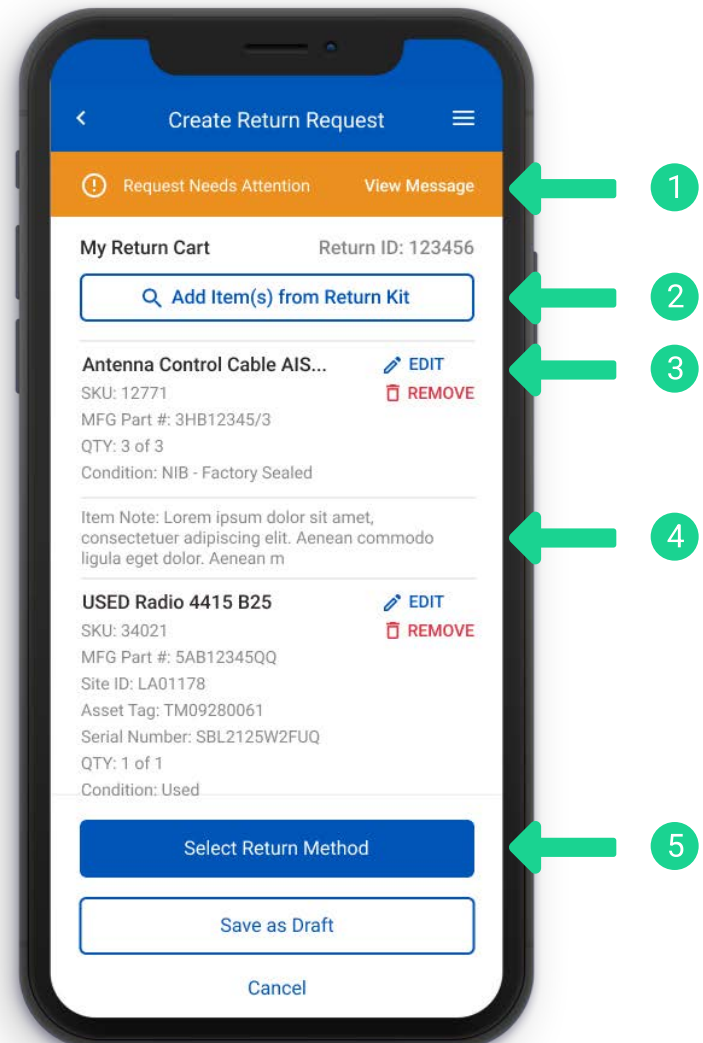 Create Return Request
Request Needs Attention View Message
1
My Return Cart Return ID: 123456
Add Item(s) from Return Kit
2
Antenna Control Cable AIS... EDIT
3
SKU: 12771 REMOVE
MFG Part #: 3HB12345/3
QTY: 3 of 3
Condition: NIB - Factory Sealed
Item Note: Lorem ipsum dolor sit amet,
consectetuer adipiscing elit. Aenean commodo
ligula eget dolor. Aenean m
4
USED Radio 4415 B25 EDIT
SKU: 34021 REMOVE
MFG Part #: 5AB12345QQ
Site ID: LA01178
Asset Tag: TM09280061
Serial Number: SBL2125W2FUQ
QTY: 1 of 1
Condition: Used
Select Return Method
5
Save as Draft
Cancel